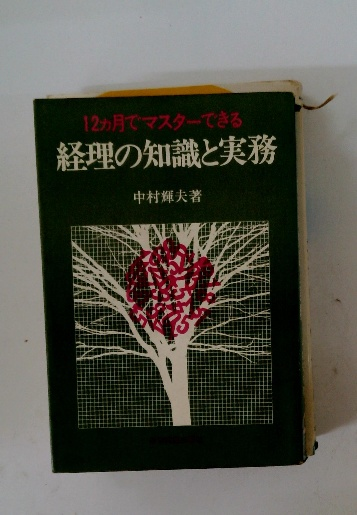 12ヵ月でマスターできる
経理の知識と実務
中村輝夫著